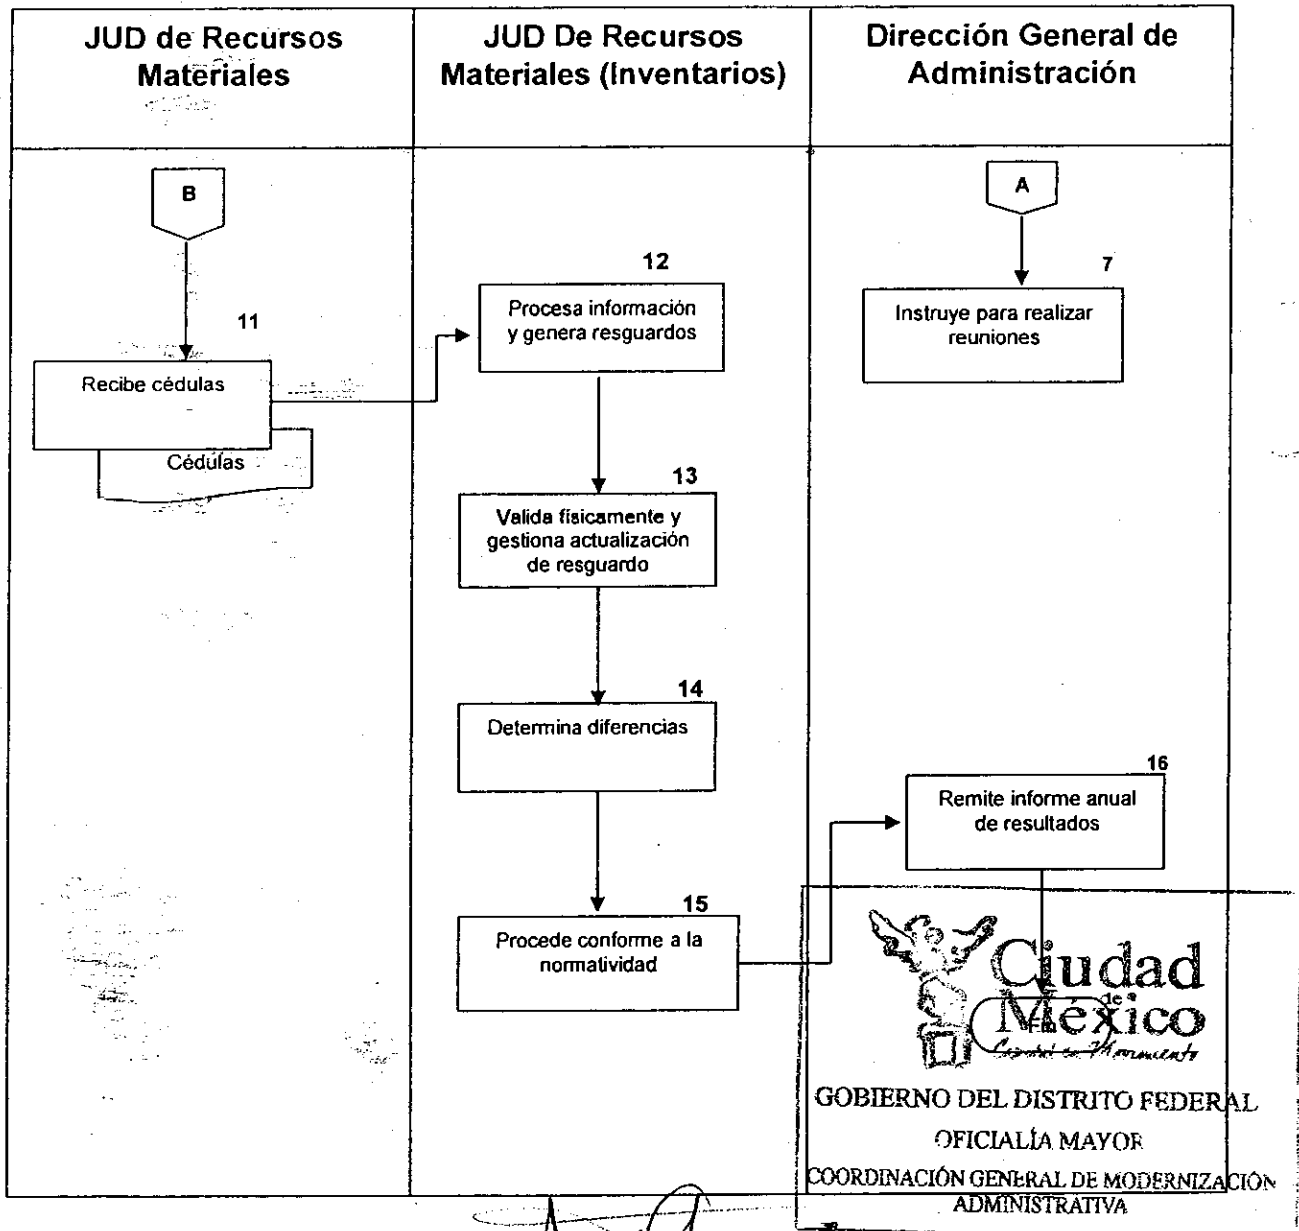 JUD de Recursos
Materiales
JUD De Recursos
Materiales (Inventarios)
Dirección General de
Administración
B
11
Recibe cédulas
Cédulas
12
Procesa información
y genera resguardos
13
Valida físicamente y
gestiona actualización
de resguardo
14
Determina diferencias
15
Procede conforme a la
normatividad
A
7
Instruye para realizar
reuniones
16
Remite informe anual
de resultados
Ciudad
de
México
Capital en Movimiento
GOBIERNO DEL DISTRITO FEDERAL
OFICIALÍA MAYOR
COORDINACIÓN GENERAL DE MODERNIZACIÓN
ADMINISTRATIVA